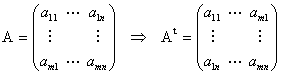 A = ( a11 ⋯ a1n ⋮ ⋮ am1 ⋯ amn ) ⇒ At = ( a11 ⋯ am1 ⋮ ⋮ a1n ⋯ amn )